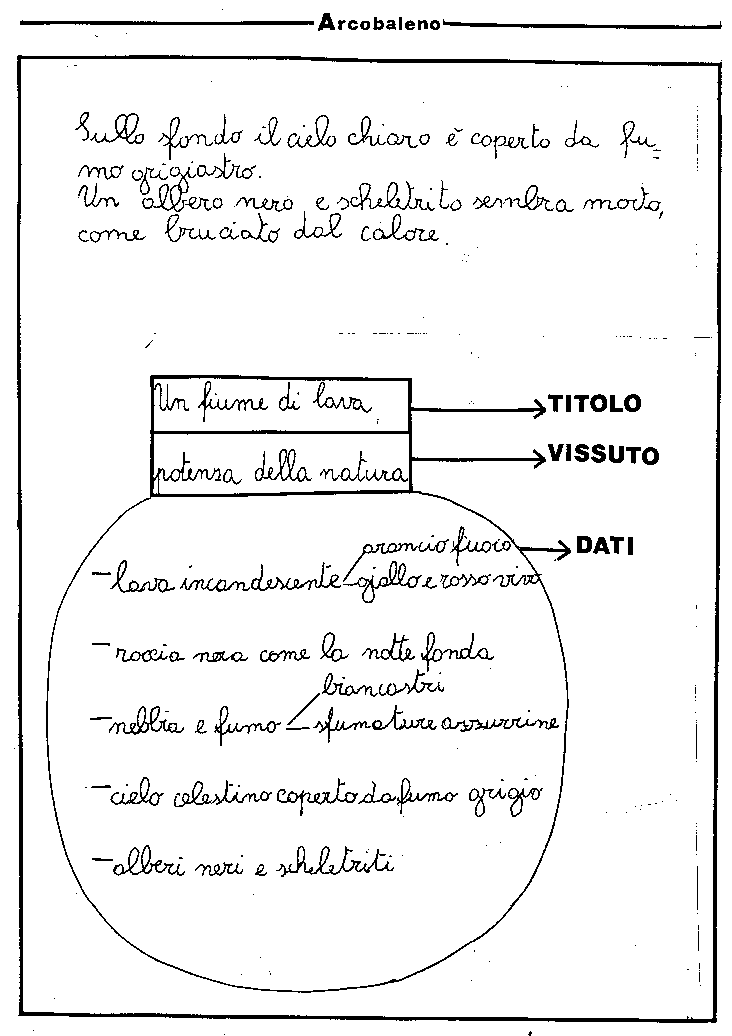 Arcobaleno
Sullo sfondo il cielo chiaro è coperto da fu=
mo grigiastro.
Un albero nero e scheletrito sembra morto,
come bruciato dal calore.
Un fiume di lava
TITOLO
potenza della natura
VISSUTO
arancio fuoco
DATI
- lava incandescente
giallo e rosso vivo
- roccia nera come la notte fonda
biancastri
- nebbia e fumo
sfumature azzurrine
- cielo celestino coperto da fumo grigio
- alberi neri e scheletriti